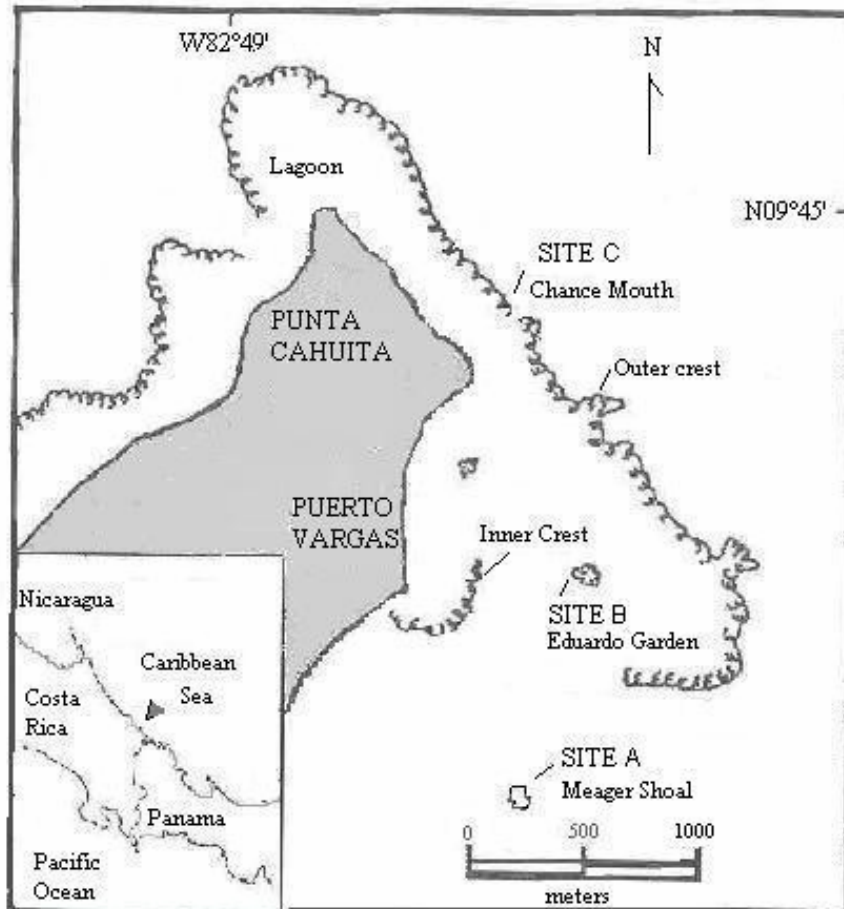 W82°49'
N
Lagoon
N09°45'
SITE C
Chance Mouth
PUNTA
CAHUITA
Outer crest
PUERTO
VARGAS
Inner Crest
SITE B
Eduardo Garden
Nicaragua
Caribbean
Sea
Costa
Rica
SITE A
Meager Shoal
Panama
0 500 1000
Pacific
Ocean
meters